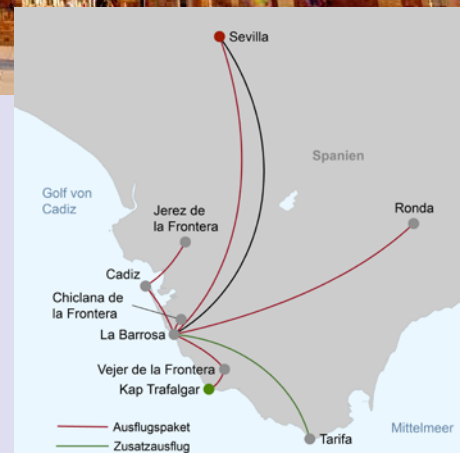 Sevilla
Spanien
Golf von
Cadiz
Jerez de
la Frontera
Ronda
Cadiz
Chiclana de
la Frontera
La Barrosa
Vejer de la Frontera
Kap Trafalgar
Ausflugspaket
Mittelmeer
Zusatzausflug
Tarifa